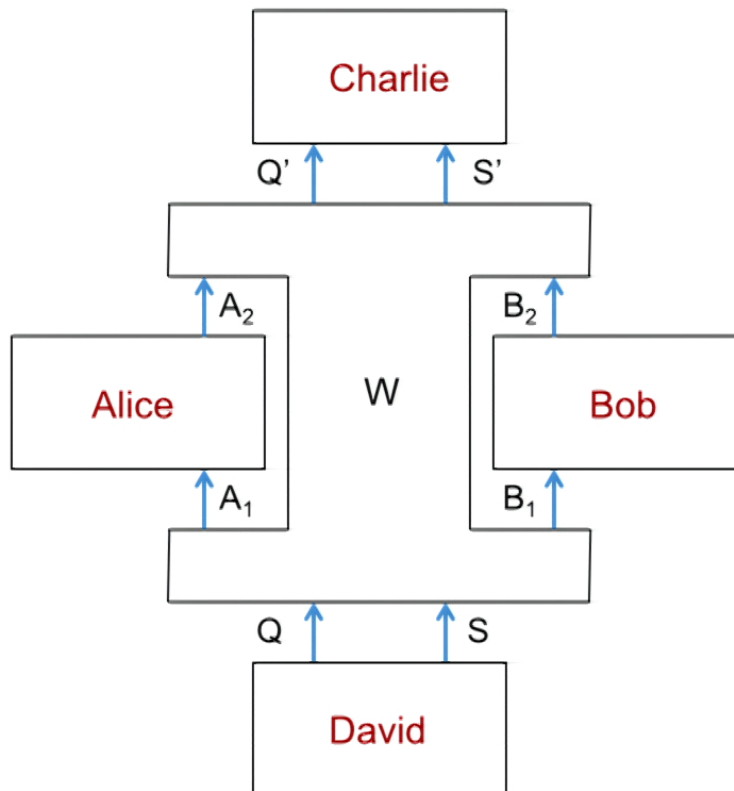 Charlie
Q’ S’
A₂ B₂
Alice W Bob
A₁ B₁
Q S
David